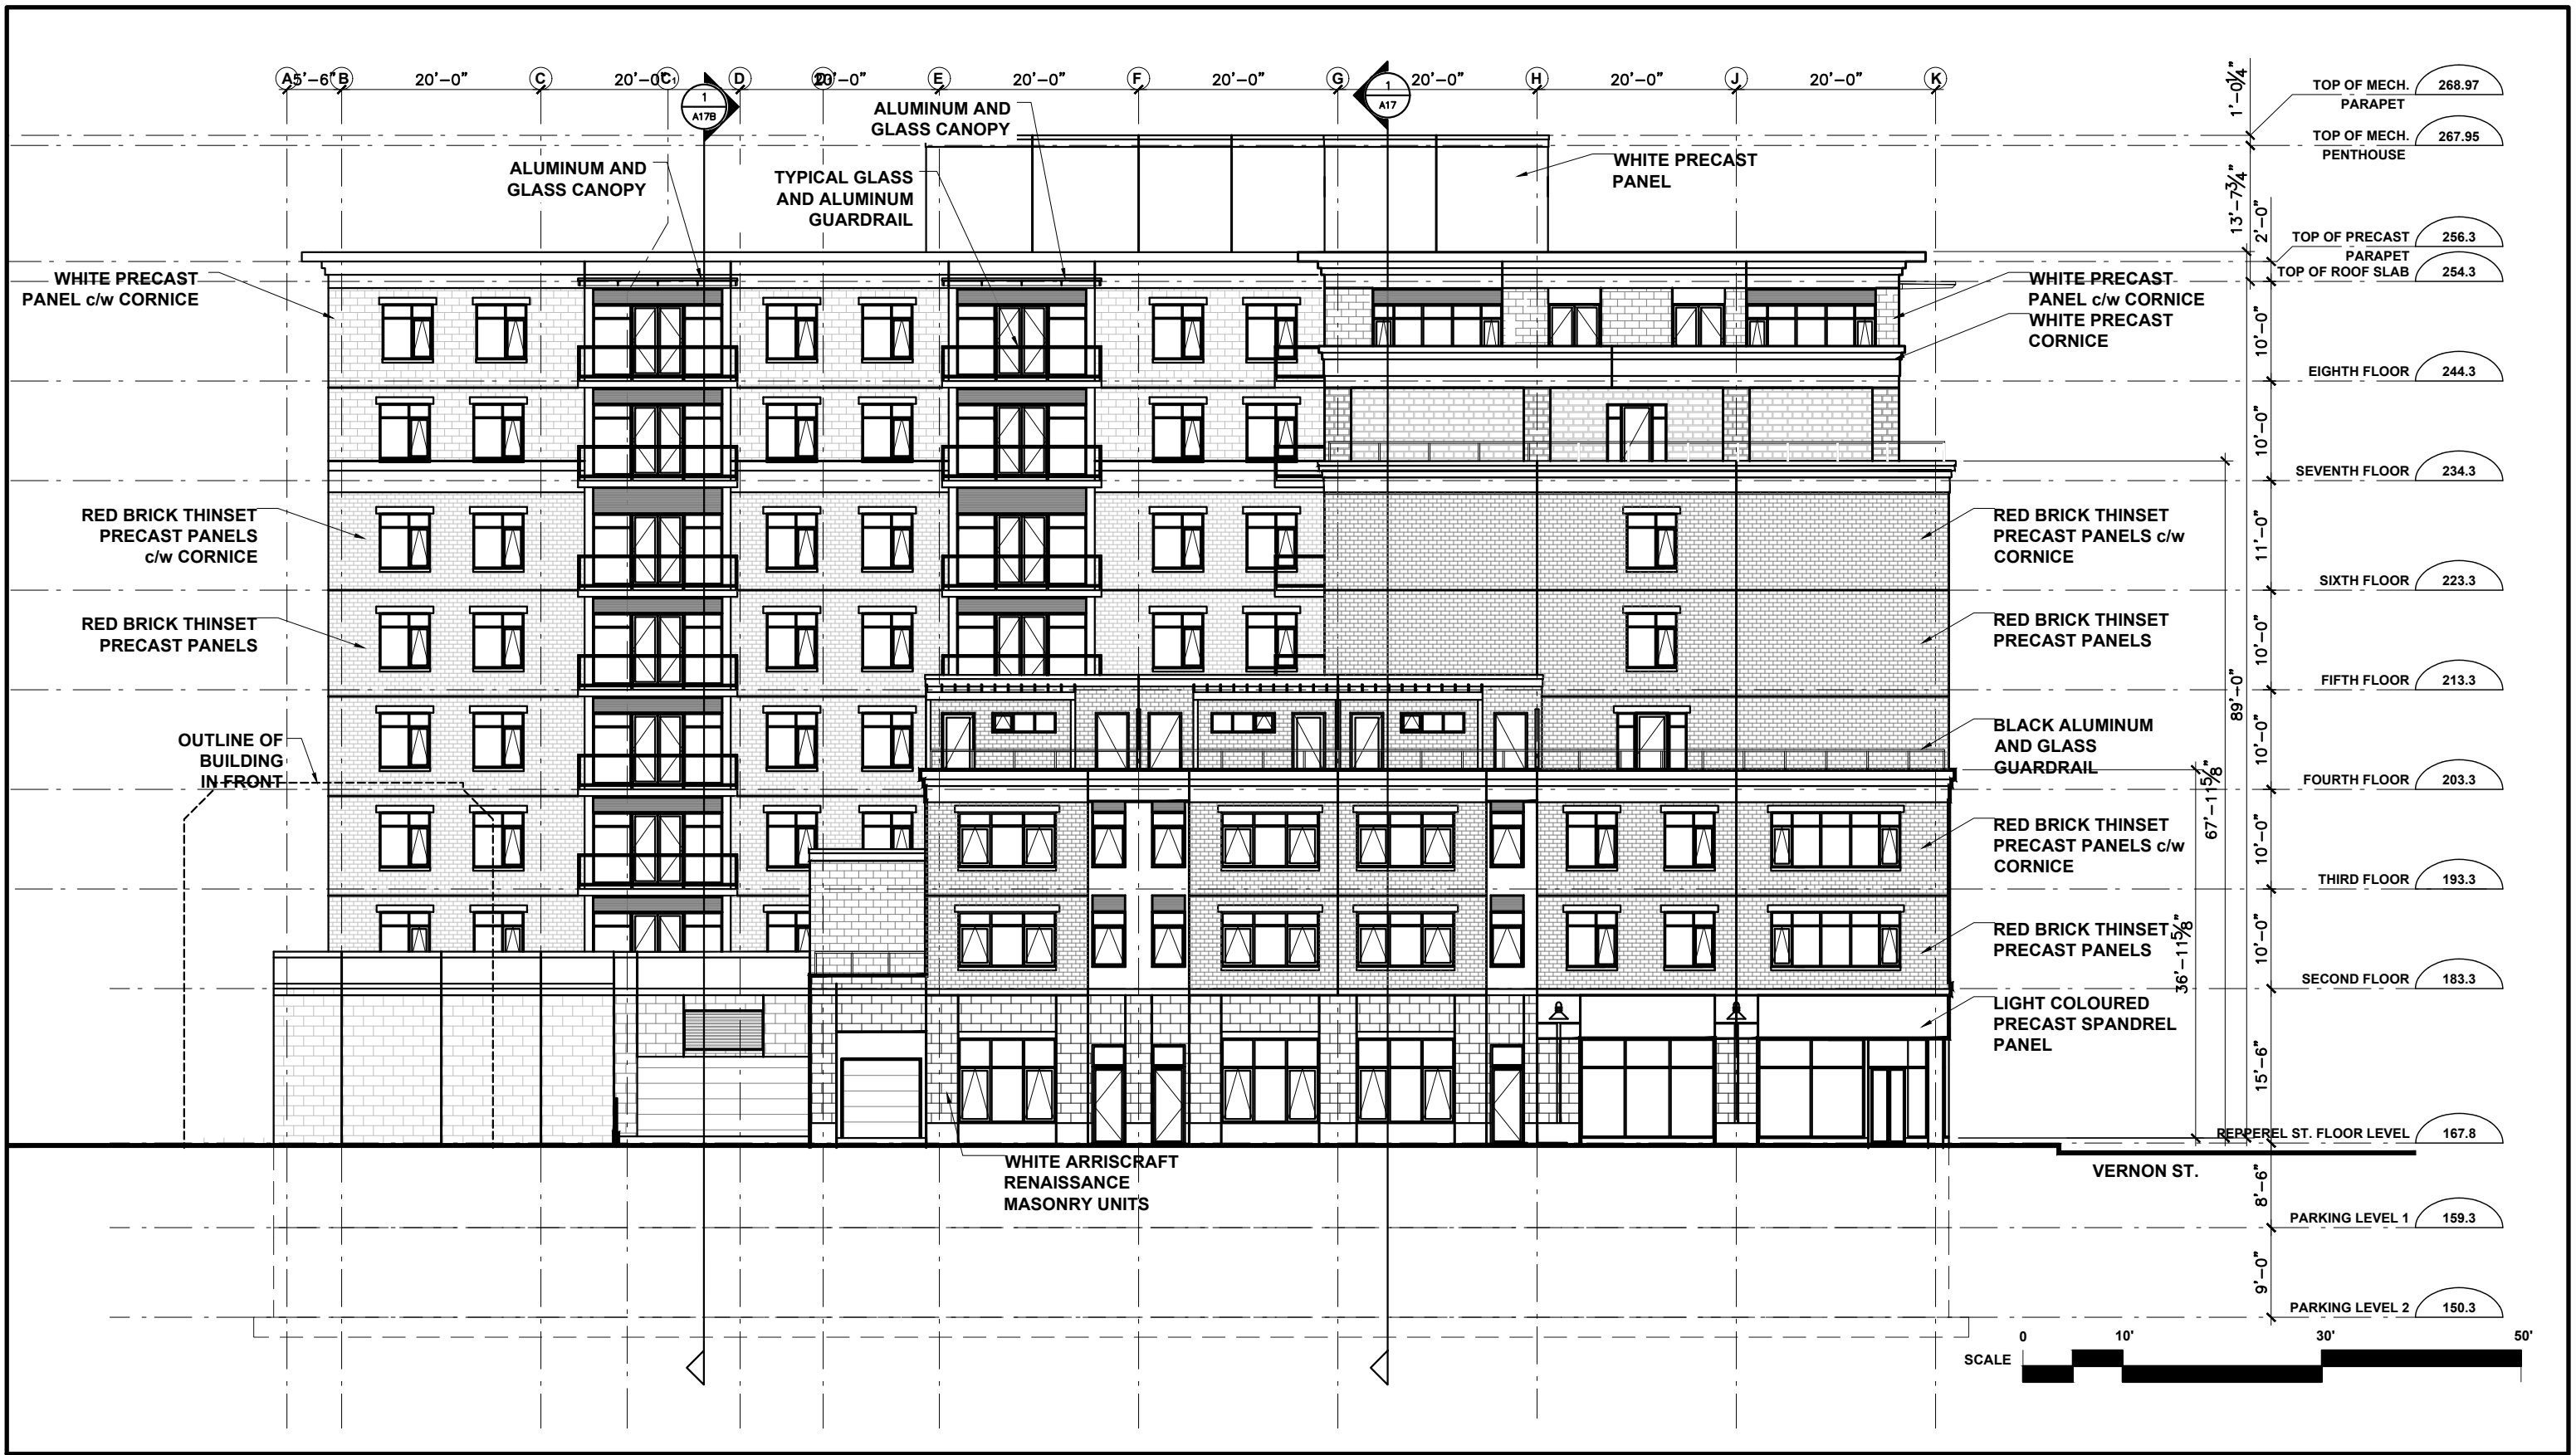 A 5'-6" B 20'-0" C 20'-0" C1 D D1 20'-0" E 20'-0" F 20'-0" G 20'-0" H 20'-0" J 20'-0" K
1
A17B
1
A17
ALUMINUM AND
GLASS CANOPY
ALUMINUM AND
GLASS CANOPY
TYPICAL GLASS
AND ALUMINUM
GUARDRAIL
WHITE PRECAST
PANEL
WHITE PRECAST
PANEL c/w CORNICE
RED BRICK THINSET
PRECAST PANELS
c/w CORNICE
RED BRICK THINSET
PRECAST PANELS
OUTLINE OF
BUILDING
IN FRONT
WHITE PRECAST
PANEL c/w CORNICE
WHITE PRECAST
CORNICE
RED BRICK THINSET
PRECAST PANELS c/w
CORNICE
RED BRICK THINSET
PRECAST PANELS
BLACK ALUMINUM
AND GLASS
GUARDRAIL
RED BRICK THINSET
PRECAST PANELS c/w
CORNICE
RED BRICK THINSET
PRECAST PANELS
LIGHT COLOURED
PRECAST SPANDREL
PANEL
WHITE ARRISCRAFT
RENAISSANCE
MASONRY UNITS
VERNON ST.
1'-0¼"
13'-7¾"
2'-0"
10'-0"
10'-0"
11'-0"
10'-0"
10'-0"
10'-0"
10'-0"
15'-6"
8'-6"
9'-0"
89'-0"
67'-11⅝"
36'-11⅝"
TOP OF MECH. 268.97
PARAPET
TOP OF MECH. 267.95
PENTHOUSE
TOP OF PRECAST 256.3
PARAPET
TOP OF ROOF SLAB 254.3
EIGHTH FLOOR 244.3
SEVENTH FLOOR 234.3
SIXTH FLOOR 223.3
FIFTH FLOOR 213.3
FOURTH FLOOR 203.3
THIRD FLOOR 193.3
SECOND FLOOR 183.3
REPPEREL ST. FLOOR LEVEL 167.8
PARKING LEVEL 1 159.3
PARKING LEVEL 2 150.3
0 10' 30' 50'
SCALE